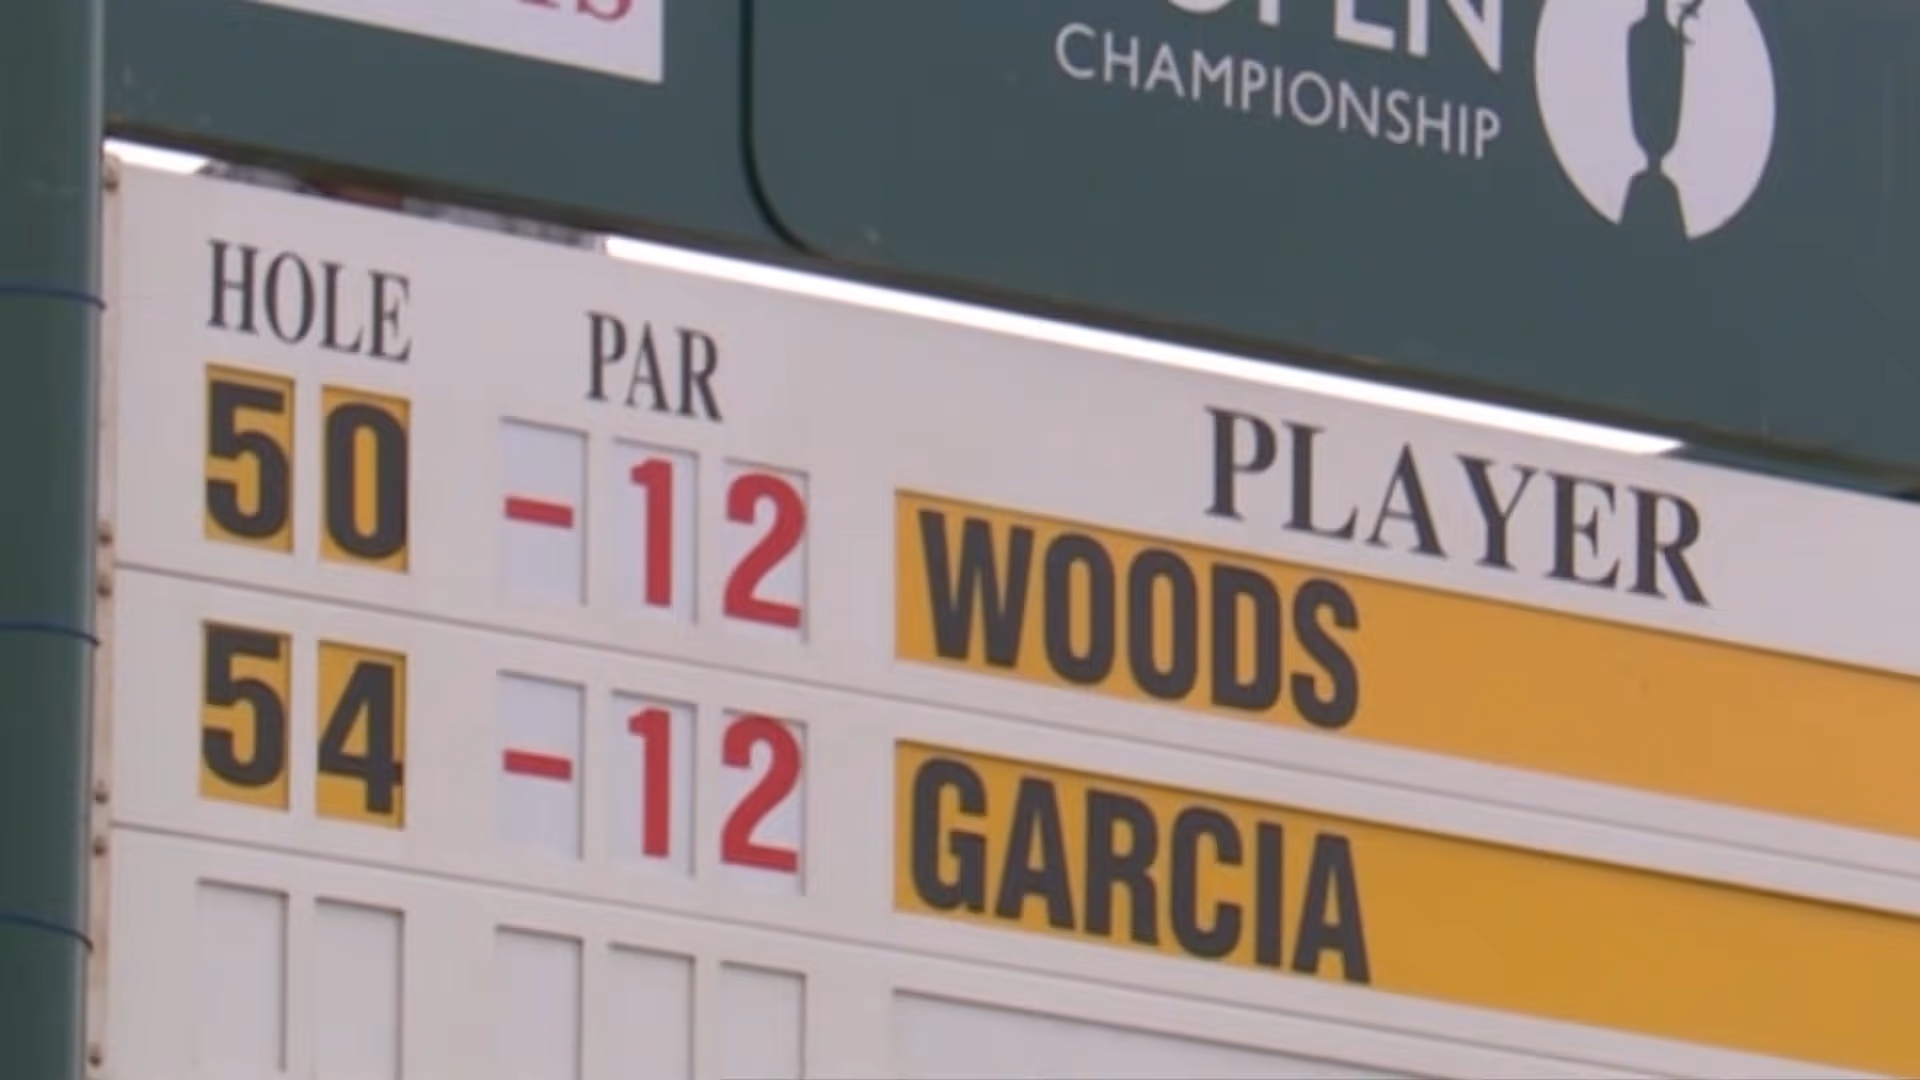 CHAMPIONSHIP
HOLE PAR PLAYER
50 -12 WOODS
54 -12 GARCIA